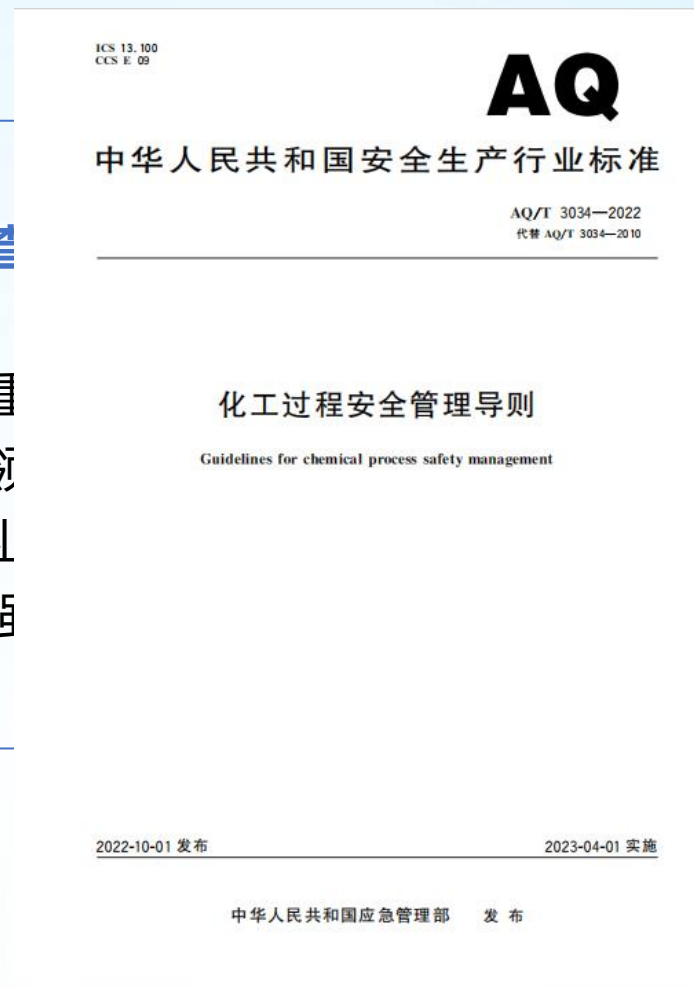 ICS 13.100
CCS E 09
AQ
中华人民共和国安全生产行业标准
AQ/T 3034—2022
代替 AQ/T 3034—2010
化工过程安全管理导则
Guidelines for chemical process safety management
2022-10-01 发布
2023-04-01 实施
中华人民共和国应急管理部 发布